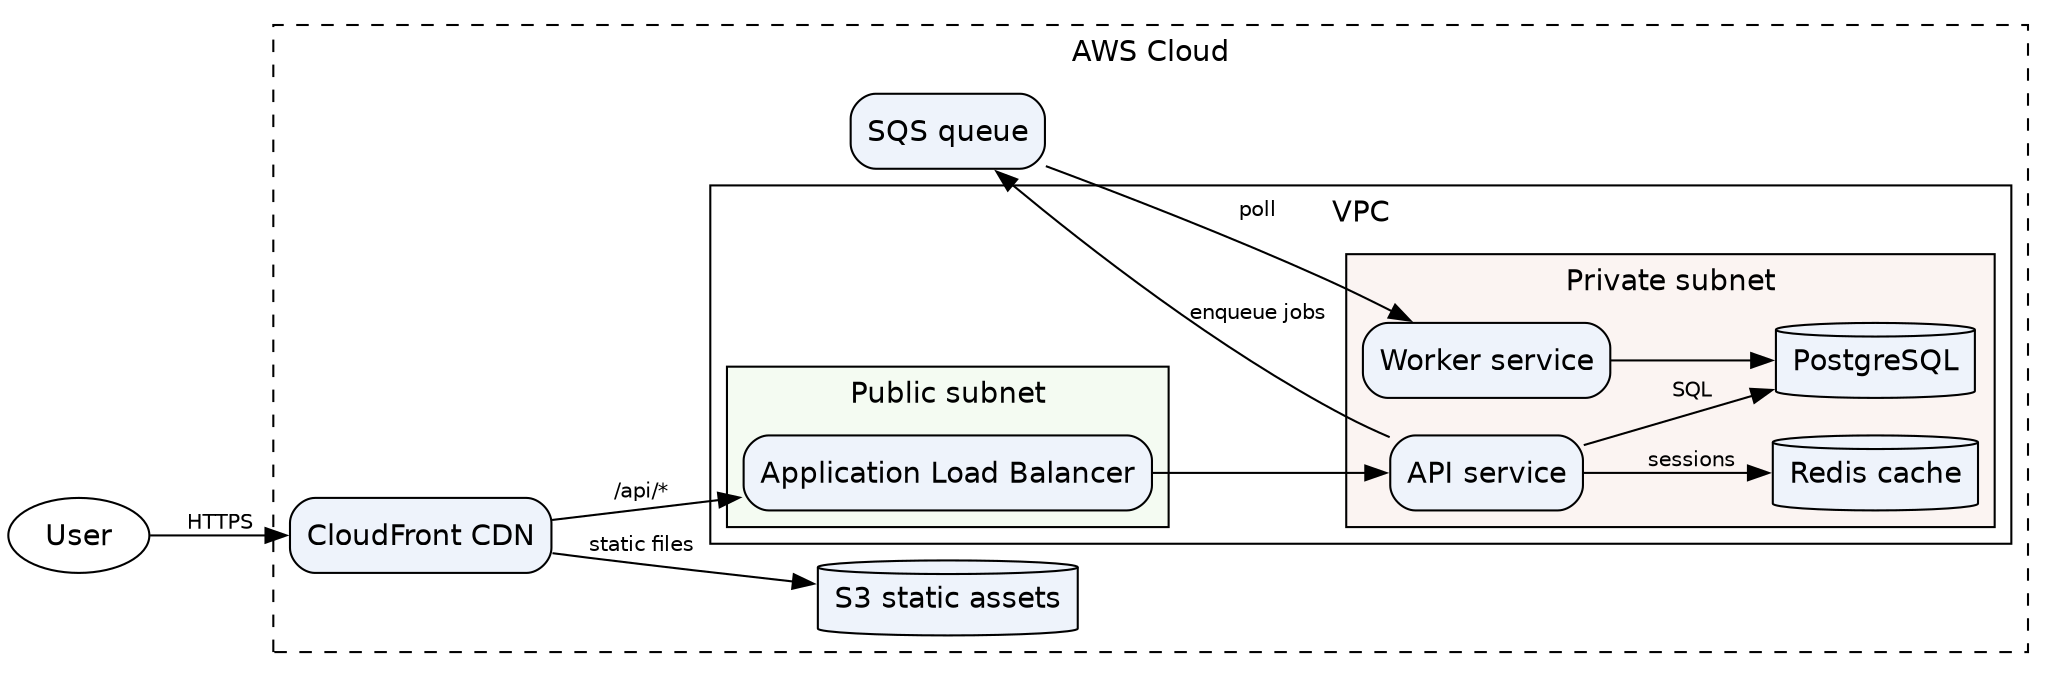 AWS Cloud
SQS queue
poll
VPC
enqueue jobs
Private subnet
Worker service
PostgreSQL
SQL
Public subnet
Application Load Balancer
API service
sessions
Redis cache
User
HTTPS
CloudFront CDN
/api/*
static files
S3 static assets